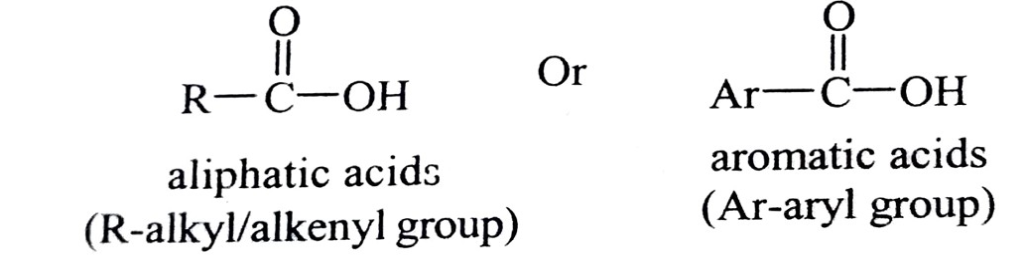 O
||
R—C—OH
aliphatic acids
(R-alkyl/alkenyl group)
Or
O
||
Ar—C—OH
aromatic acids
(Ar-aryl group)